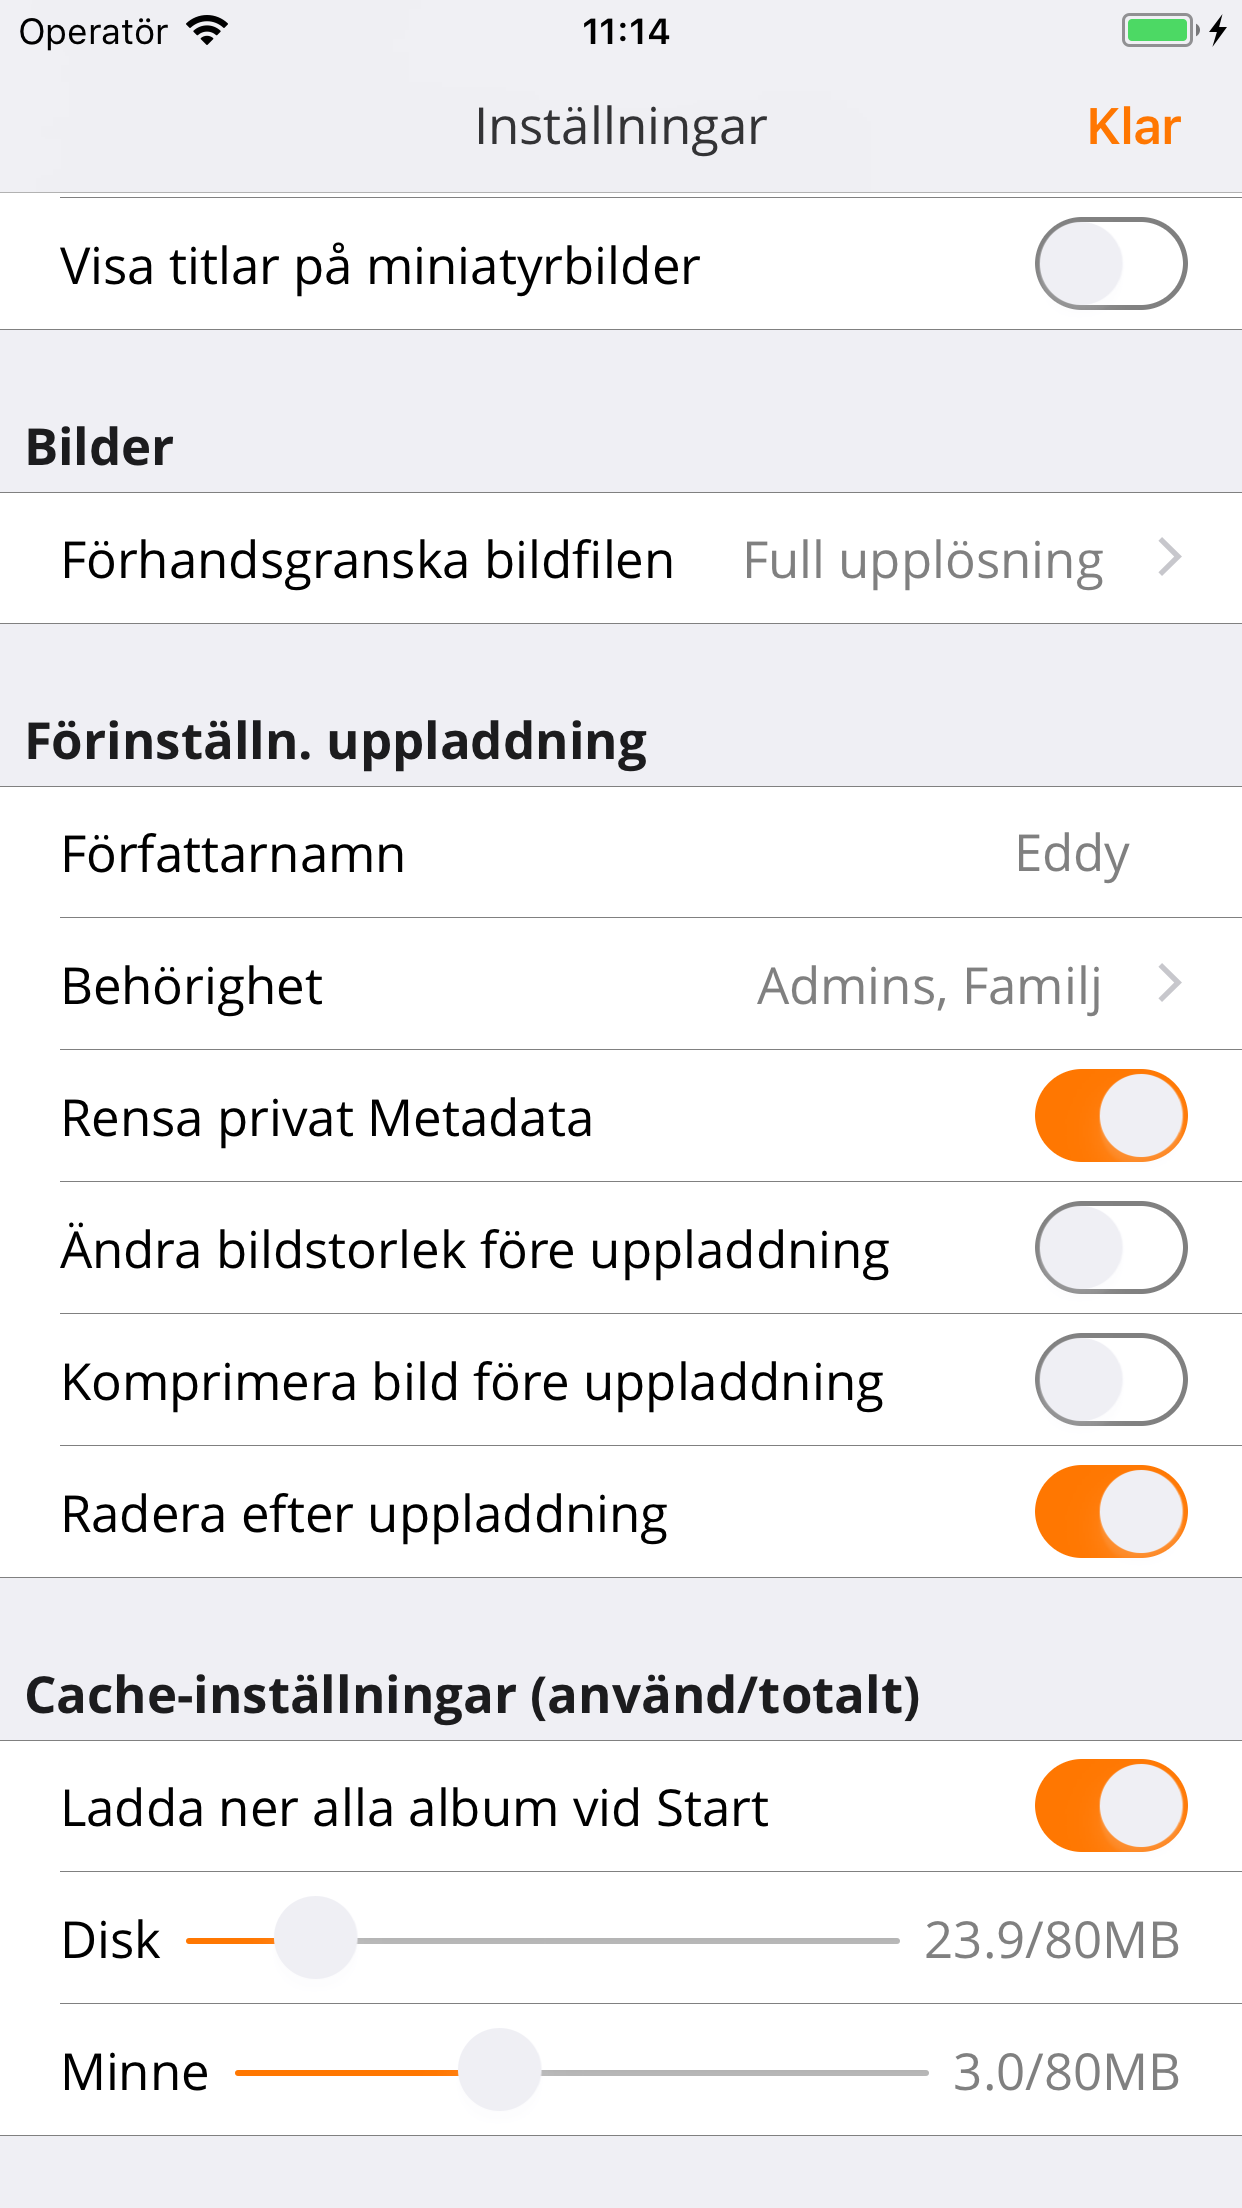 Operatör 11:14
Inställningar Klar
Visa titlar på miniatyrbilder
Bilder
Förhandsgranska bildfilen Full upplösning
Förinställn. uppladdning
Författarnamn Eddy
Behörighet Admins, Familj
Rensa privat Metadata
Ändra bildstorlek före uppladdning
Komprimera bild före uppladdning
Radera efter uppladdning
Cache-inställningar (använd/totalt)
Ladda ner alla album vid Start
Disk 23.9/80MB
Minne 3.0/80MB